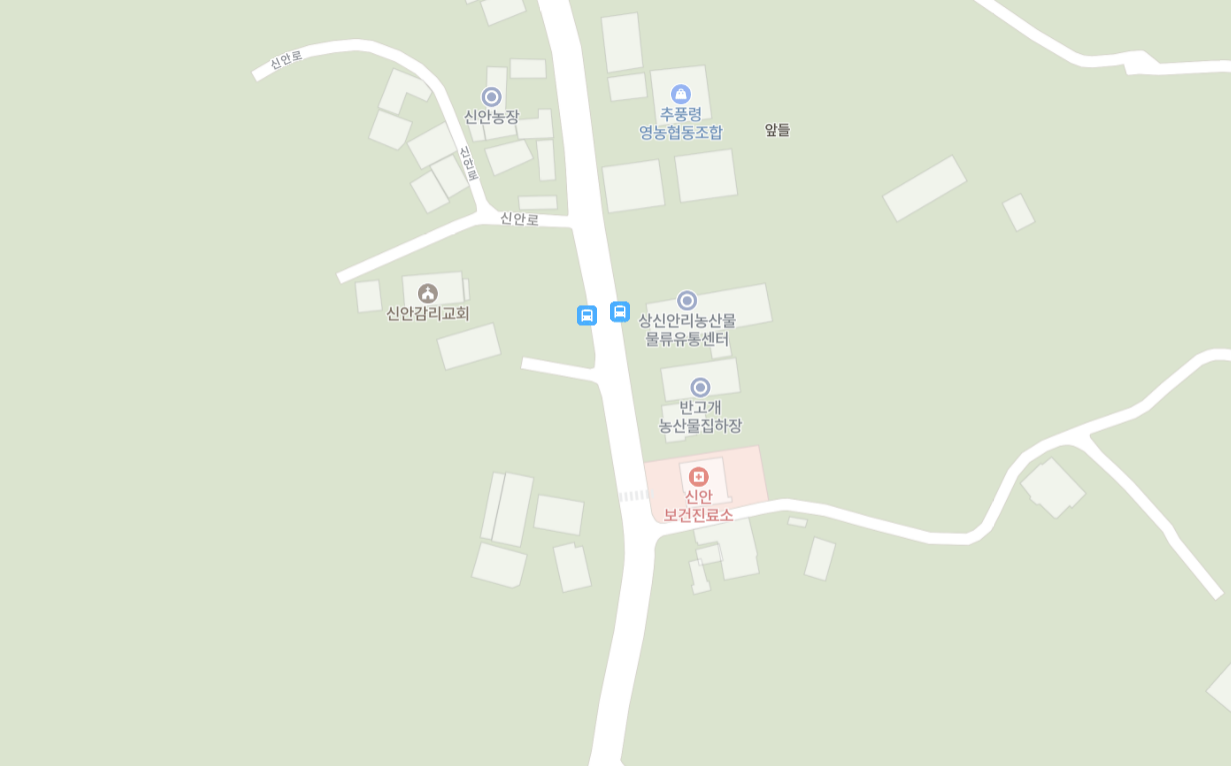 신안로
신안농장
추풍령
영농협동조합
앞들
신안로
신안로
신안감리교회
상신안리농산물
물류유통센터
반고개
농산물집하장
신안
보건진료소